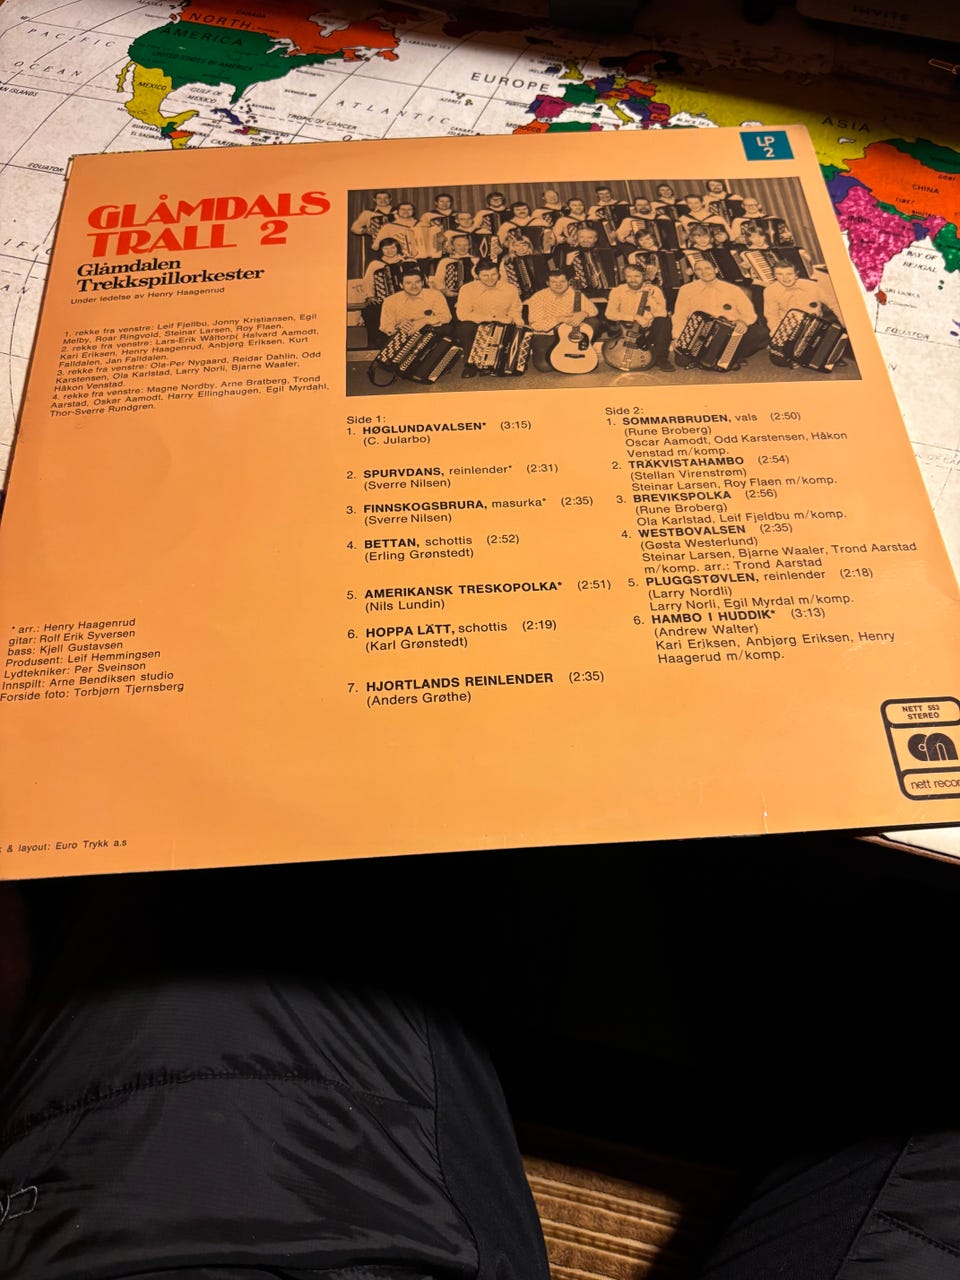 INVITE
NORTH
AMERICA
CANADA
PACIFIC
OCEAN
UNITED STATES OF AMERICA
MEXICO
GULF OF
MEXICO
LABRADOR SEA
ATLANTIC
TROPIC OF CANCER
EQUATOR
EUROPE
AZORES
MOROCCO
ASIA
GOBI
CHINA
TIBET
INDIA
BAY OF
BENGAL
SRI LANKA
EQUATOR
LP
2
GLÅMDALS
TRALL 2
Glåmdalen
Trekkspillorkester
Under ledelse av Henry Haagenrud
1. rekke fra venstre: Leif Fjellbu, Jonny Kristiansen, Egil
Melby, Roar Ringvold, Steinar Larsen, Roy Flaen.
2. rekke fra venstre: Lars-Erik Wåltorp( Halvard Aamodt,
Kari Eriksen, Henry Haagenrud, Anbjørg Eriksen, Kurt
Falldalen, Jan Falldalen.
3. rekke fra venstre: Ola-Per Nygaard, Reidar Dahlin, Odd
Karstensen, Ola Karlstad, Larry Norli, Bjarne Waaler,
Håkon Venstad.
4. rekke fra venstre: Magne Nordby, Arne Bratberg, Trond
Aarstad, Oskar Aamodt, Harry Ellinghaugen, Egil Myrdahl,
Thor-Sverre Rundgren.
* arr.: Henry Haagenrud
gitar: Rolf Erik Syversen
bass: Kjell Gustavsen
Produsent: Leif Hemmingsen
Lydtekniker: Per Sveinson
Innspilt: Arne Bendiksen studio
Forside foto: Torbjørn Tjernsberg
& layout: Euro Trykk a.s
Side 1:
1. HØGLUNDAVALSEN* (3:15)
(C. Jularbo)
2. SPURVDANS, reinlender* (2:31)
(Sverre Nilsen)
3. FINNSKOGSBRURA, masurka* (2:35)
(Sverre Nilsen)
4. BETTAN, schottis (2:52)
(Erling Grønstedt)
5. AMERIKANSK TRESKOPOLKA* (2:51)
(Nils Lundin)
6. HOPPA LÄTT, schottis (2:19)
(Karl Grønstedt)
7. HJORTLANDS REINLENDER (2:35)
(Anders Grøthe)
Side 2:
1. SOMMARBRUDEN, vals (2:50)
(Rune Broberg)
Oscar Aamodt, Odd Karstensen, Håkon
Venstad m/komp.
2. TRÄKVISTAHAMBO (2:54)
(Stellan Virenstrøm)
Steinar Larsen, Roy Flaen m/komp.
3. BREVIKSPOLKA (2:56)
(Rune Broberg)
Ola Karlstad, Leif Fjeldbu m/komp.
4. WESTBOVALSEN (2:35)
(Gøsta Westerlund)
Steinar Larsen, Bjarne Waaler, Trond Aarstad
m/komp. arr.: Trond Aarstad
5. PLUGGSTØVLEN, reinlender (2:18)
(Larry Nordli)
Larry Norli, Egil Myrdal m/komp.
6. HAMBO I HUDDIK* (3:13)
(Andrew Walter)
Kari Eriksen, Anbjørg Eriksen, Henry
Haagerud m/komp.
NETT 553
STEREO
nett recor